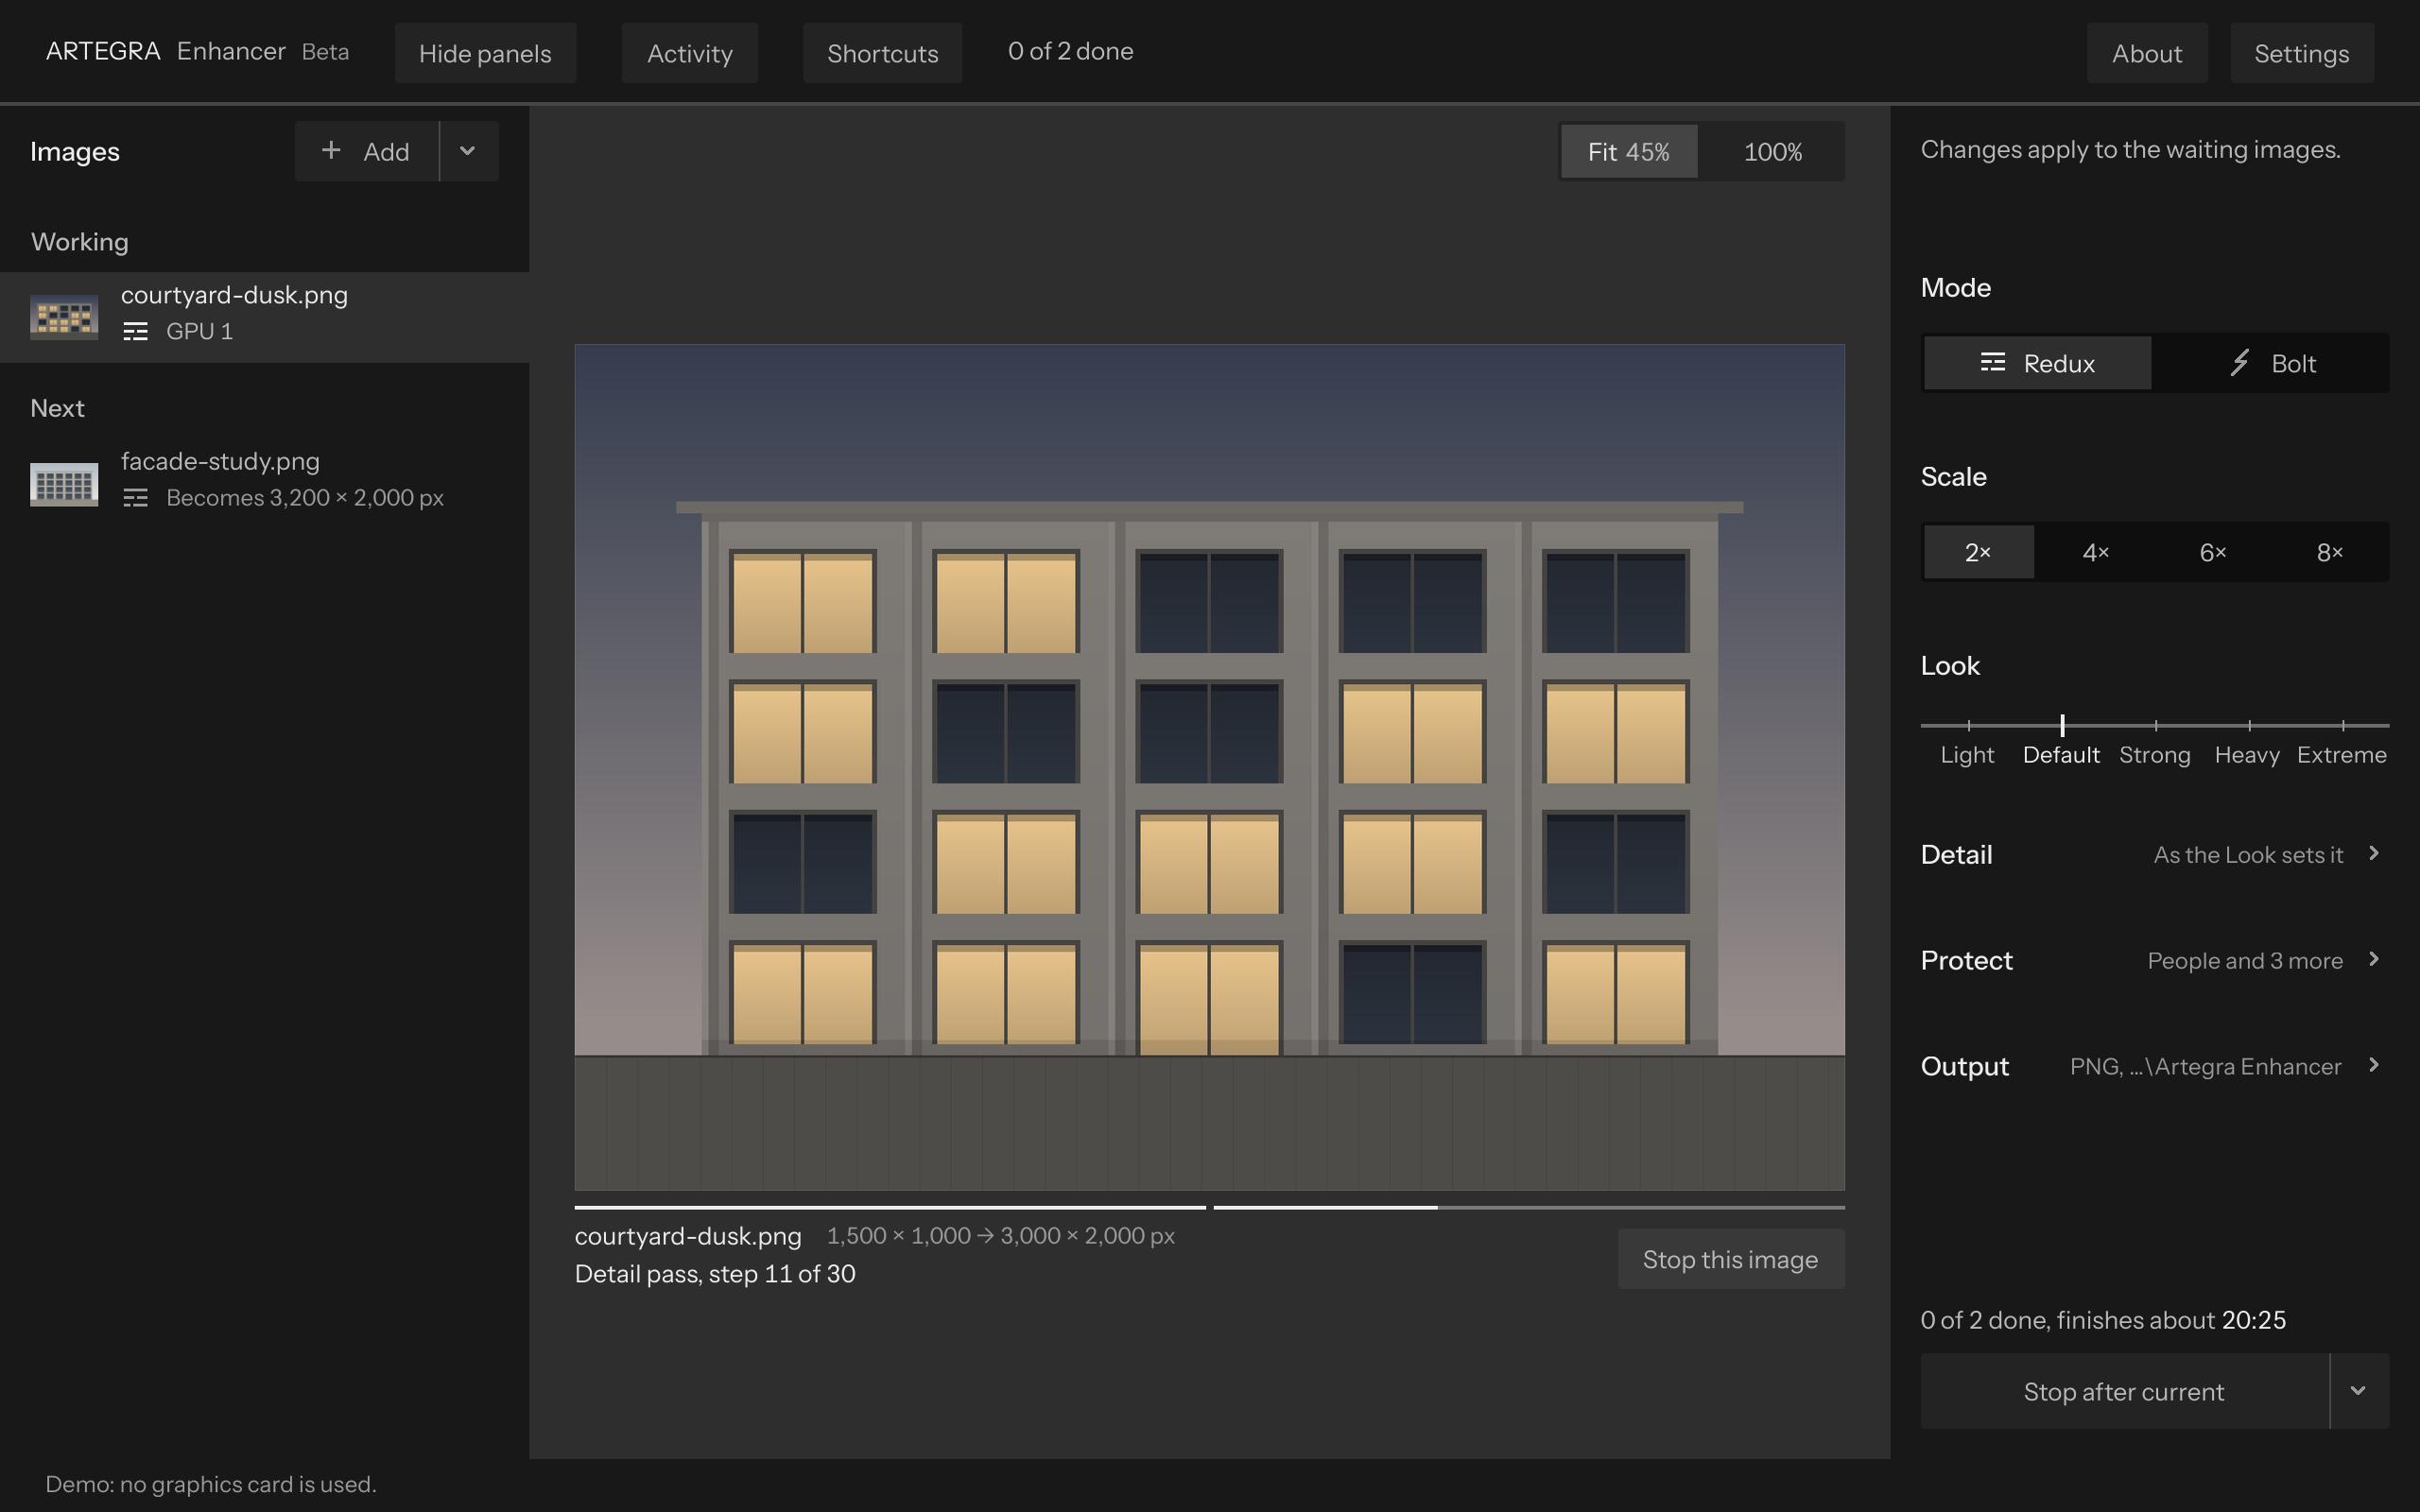 ARTEGRA Enhancer Beta
Hide panels
Activity
Shortcuts
0 of 2 done
About
Settings
Images
+ Add
Working
courtyard-dusk.png
GPU 1
Next
facade-study.png
Becomes 3,200 × 2,000 px
Fit 45%
100%
courtyard-dusk.png 1,500 × 1,000 → 3,000 × 2,000 px
Detail pass, step 11 of 30
Stop this image
Changes apply to the waiting images.
Mode
Redux
Bolt
Scale
2× 4× 6× 8×
Look
Light Default Strong Heavy Extreme
Detail As the Look sets it
Protect People and 3 more
Output PNG, ...\Artegra Enhancer
0 of 2 done, finishes about 20:25
Stop after current
Demo: no graphics card is used.